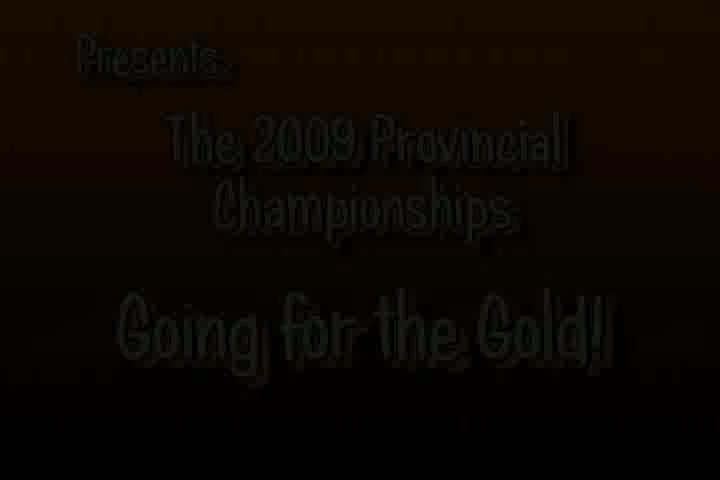 Presents:
The 2009 Provincial
Championships
Going for the Gold!!